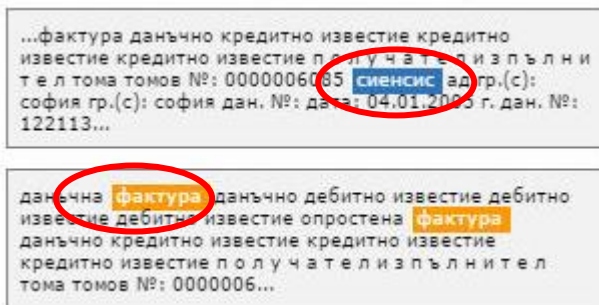 ...фактура данъчно кредитно известие кредитно
известие кредитно известие п о л у ч а т е л и з п ъ л н и
т е л тома томов №: 0000006085 сиенсис ад гр.(с):
софия гр.(с): софия дан. №: дата: 04.01.2005 г. дан. №:
122113...
данъчна фактура данъчно дебитно известие дебитно
известие дебитно известие опростена фактура
данъчно кредитно известие кредитно известие
кредитно известие п о л у ч а т е л и з п ъ л н и т е л
тома томов №: 0000006...